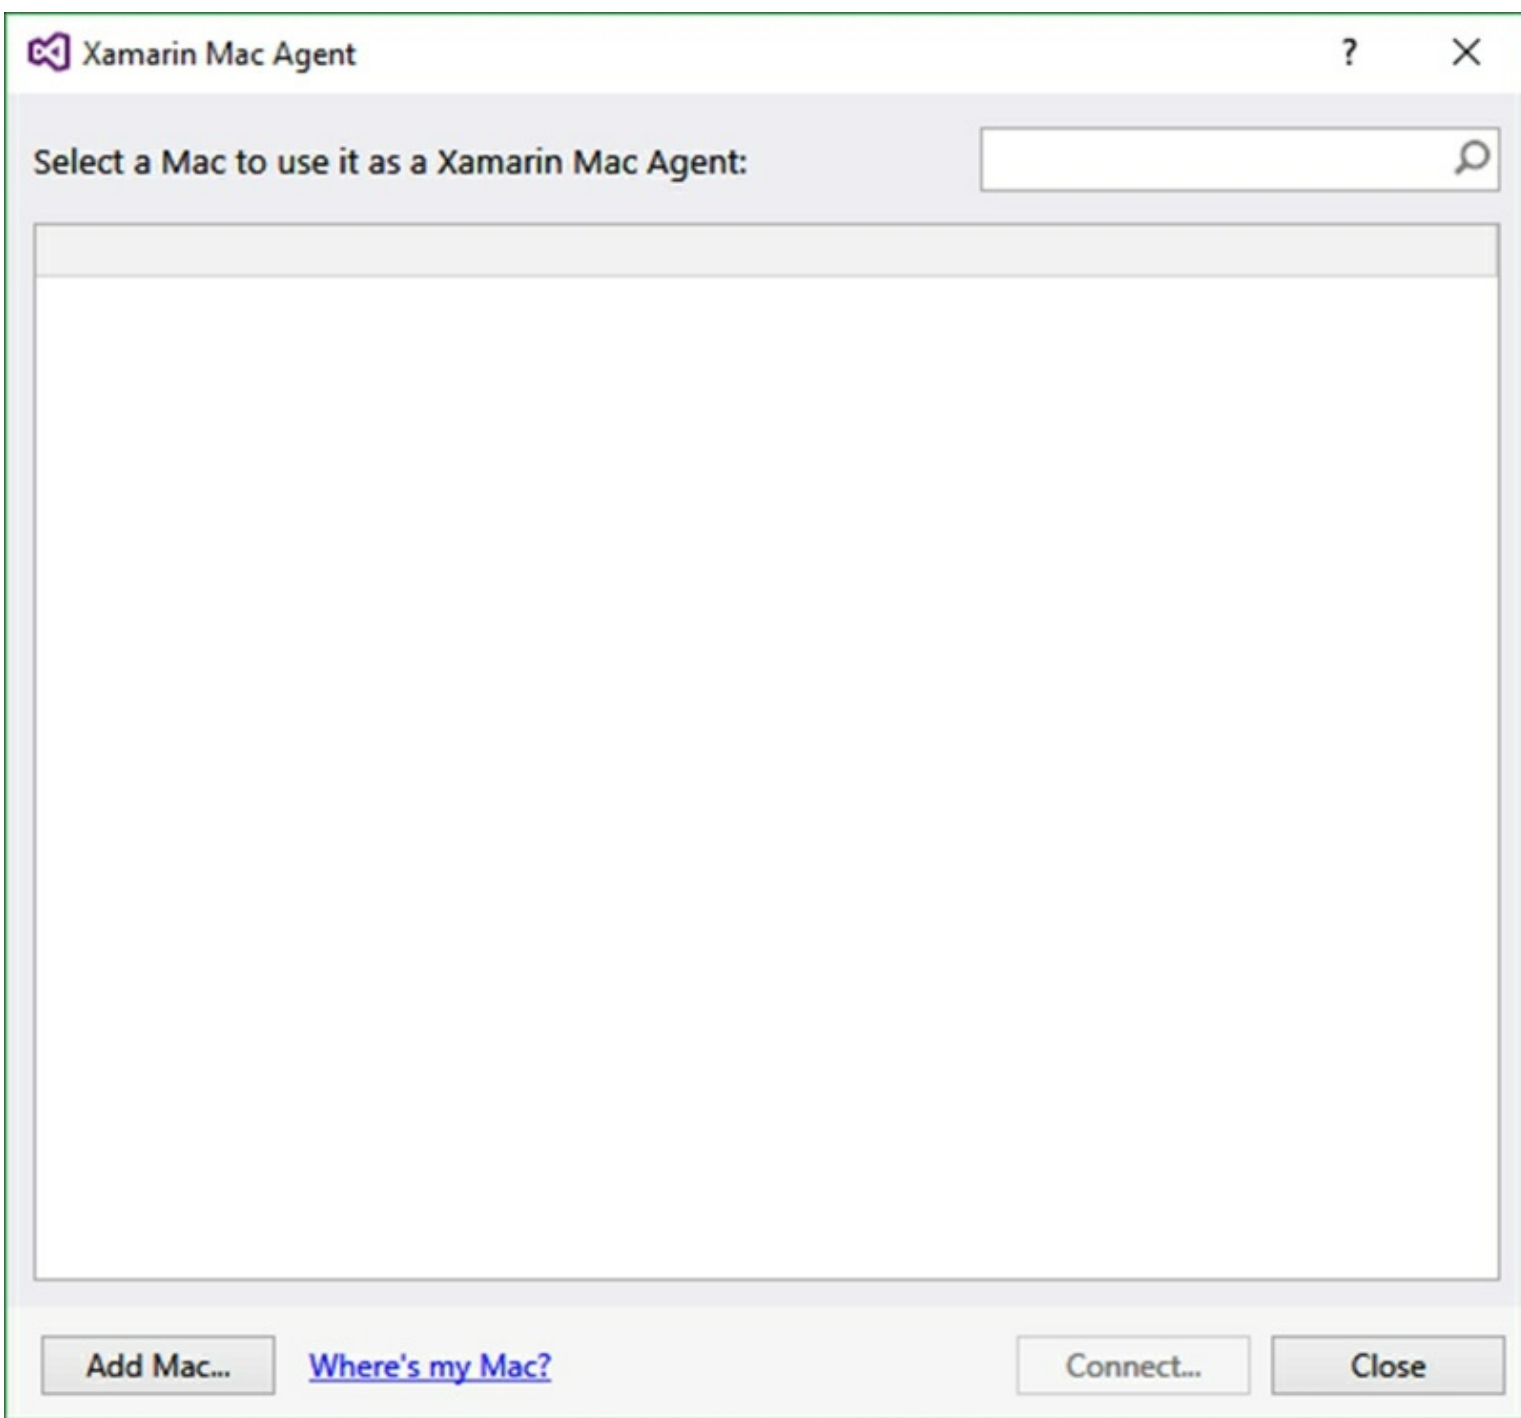 Xamarin Mac Agent
?
Select a Mac to use it as a Xamarin Mac Agent:
Add Mac...
Where's my Mac?
Connect...
Close